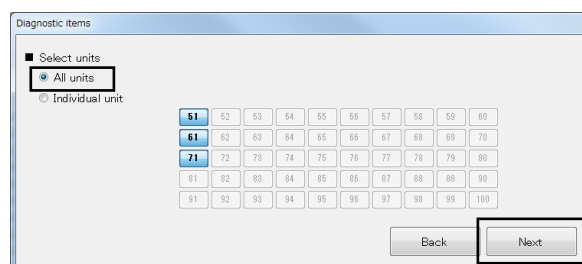 Diagnostic items
■ Select units
All units
Individual unit
51 52 53 54 55 56 57 58 59 60
61 62 63 64 65 66 67 68 69 70
71 72 73 74 75 76 77 78 79 80
81 82 83 84 85 86 87 88 89 90
91 92 93 94 95 96 97 98 99 100
Back Next